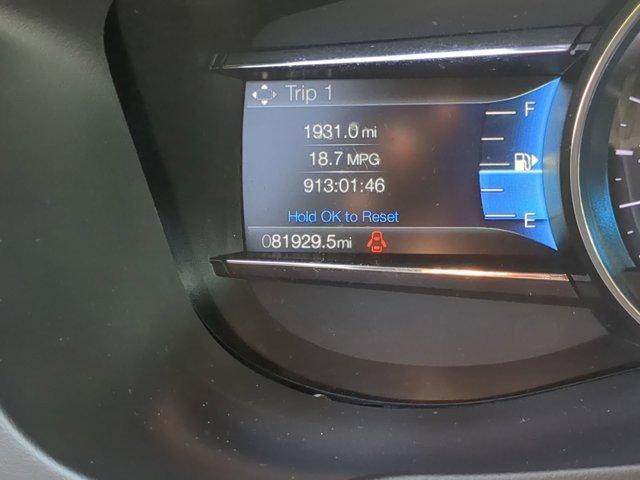 Trip 1
1931.0 mi
18.7 MPG
913:01:46
Hold OK to Reset
081929.5mi
F
E